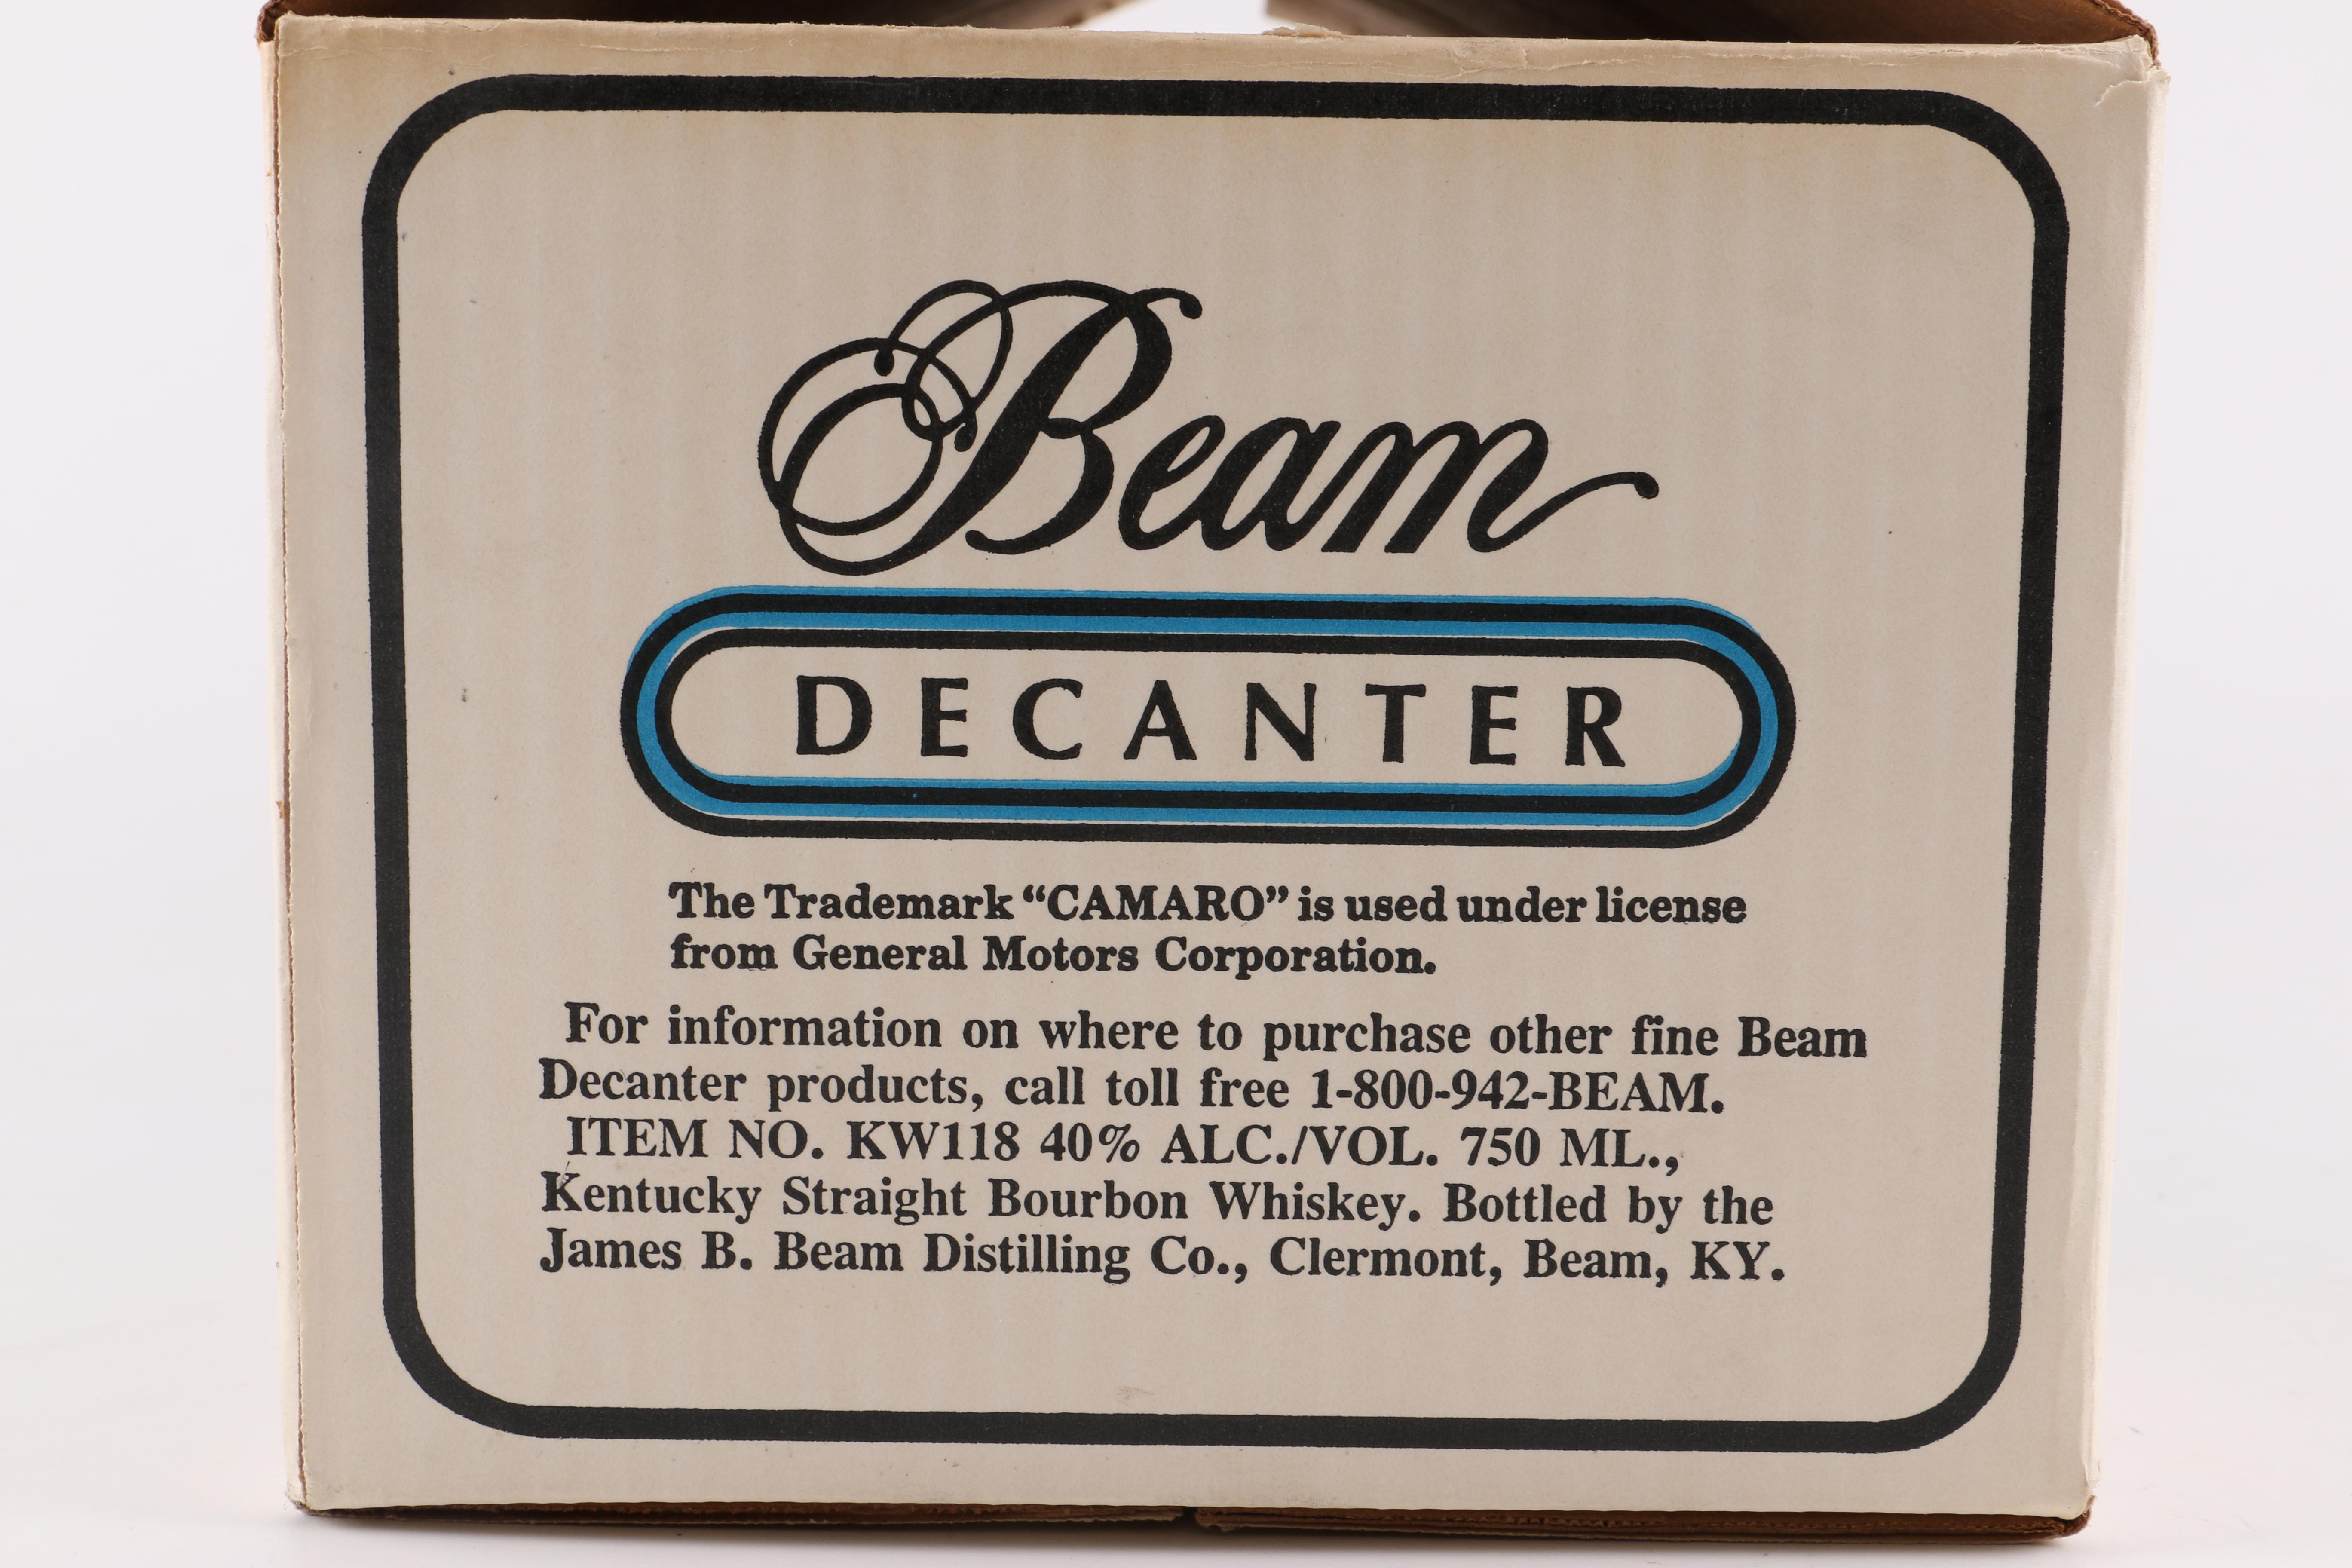 Beam
DECANTER
The Trademark “CAMARO” is used under license
from General Motors Corporation.
For information on where to purchase other fine Beam
Decanter products, call toll free 1-800-942-BEAM.
ITEM NO. KW118 40% ALC./VOL. 750 ML.,
Kentucky Straight Bourbon Whiskey. Bottled by the
James B. Beam Distilling Co., Clermont, Beam, KY.